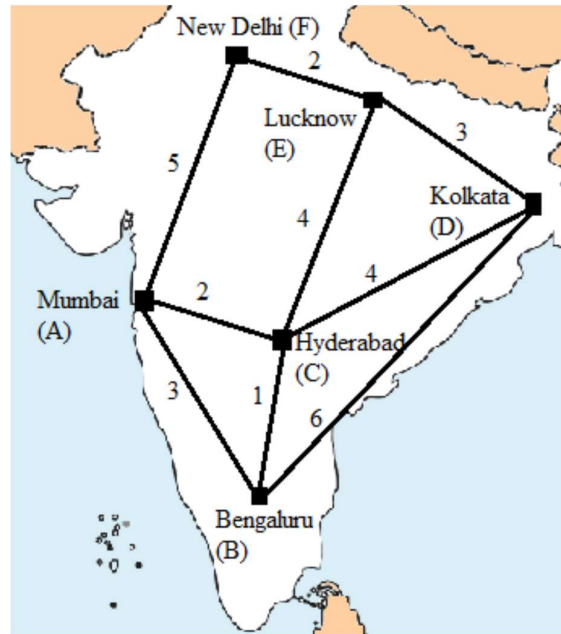 New Delhi (F)
2
Lucknow
(E)
3
5
Kolkata
(D)
4
4
2
Mumbai
(A)
Hyderabad
(C)
3
1
6
Bengaluru
(B)